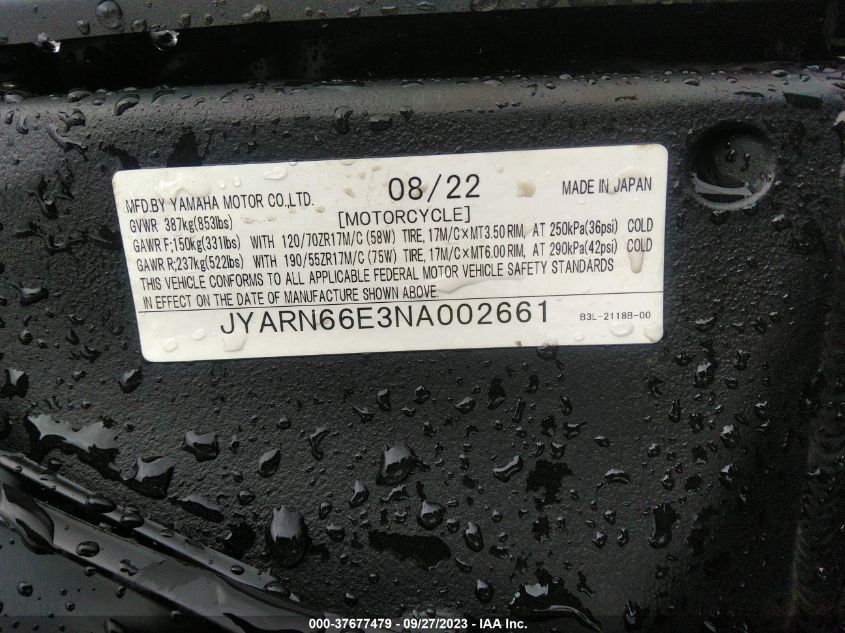 MFD.BY YAMAHA MOTOR CO.,LTD. 08/22 MADE IN JAPAN
GVWR 387kg(853lbs) [MOTORCYCLE]
GAWR F;150kg(331lbs) WITH 120/70ZR17M/C (58W) TIRE, 17M/C×MT3.50 RIM, AT 250kPa(36psi) COLD
GAWR R;237kg(522lbs) WITH 190/55ZR17M/C (75W) TIRE, 17M/C×MT6.00 RIM, AT 290kPa(42psi) COLD
THIS VEHICLE CONFORMS TO ALL APPLICABLE FEDERAL MOTOR VEHICLE SAFETY STANDARDS
IN EFFECT ON THE DATE OF MANUFACTURE SHOWN ABOVE.
JYARN66E3NA002661 B3L-2118B-00
000-37677479 - 09/27/2023 - IAA Inc.